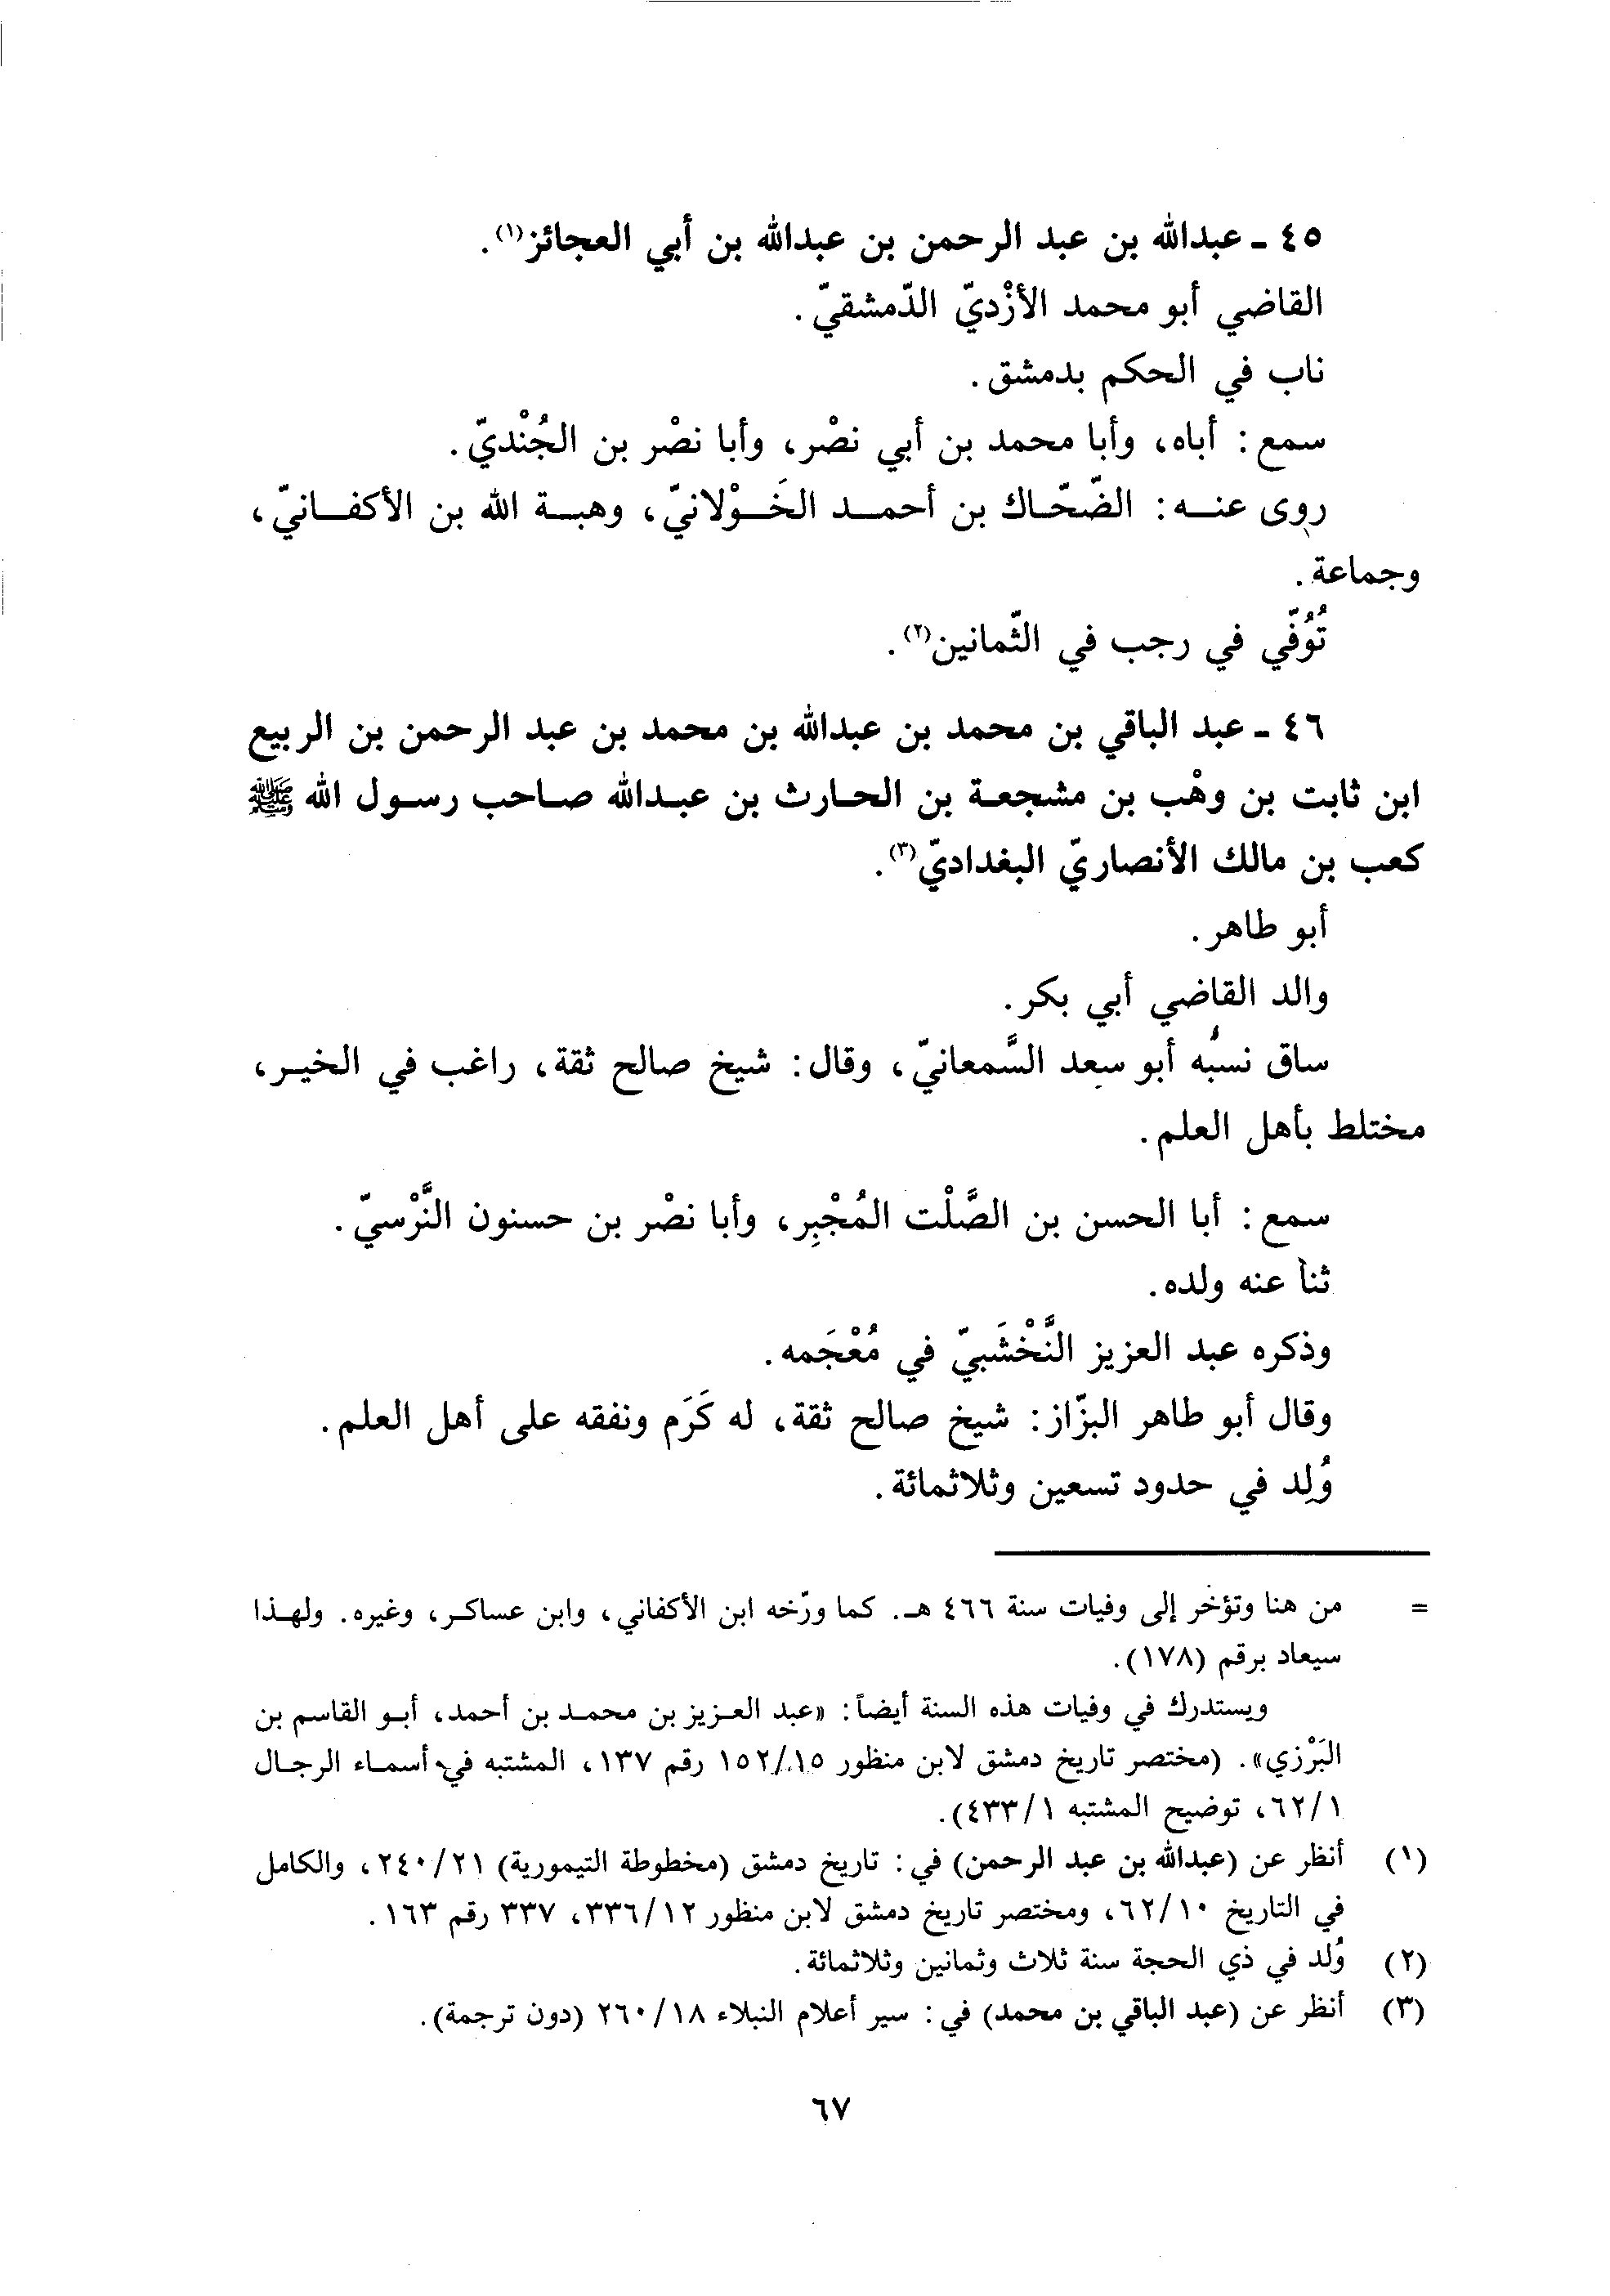 ٤٥ ـ عبدالله بن عبد الرحمن بن عبدالله بن أبي العجائز(١).
القاضي أبو محمد الأزْديّ الدّمشقيّ.
ناب في الحكم بدمشق.
سمع: أباه، وأبا محمد بن أبي نصْر، وأبا نصْر بن الجُنْديّ.
روى عنه: الضّحّاك بن أحمد الخَوْلانيّ، وهبة الله بن الأكفانيّ،
وجماعة.
تُوُفّي في رجب في الثّمانين(٢).
٤٦ ـ عبد الباقي بن محمد بن عبدالله بن محمد بن عبد الرحمن بن الربيع
ابن ثابت بن وهْب بن مشجعة بن الحارث بن عبدالله صاحب رسول الله ﷺ
كعب بن مالك الأنصاريّ البغداديّ(٣).
أبو طاهر.
والد القاضي أبي بكر.
ساق نسبُه أبو سعد السَّمعانيّ، وقال: شيخ صالح ثقة، راغب في الخير،
مختلط بأهل العلم.
سمع: أبا الحسن بن الصَّلْت المُجْبِر، وأبا نصْر بن حسنون النَّرْسيّ.
ثنا عنه ولده.
وذكره عبد العزيز النَّخْشَبيّ في مُعْجَمه.
وقال أبو طاهر البزّاز: شيخ صالح ثقة، له كَرَم ونفقه على أهل العلم.
وُلِد في حدود تسعين وثلاثمائة.
= من هنا وتؤخر إلى وفيات سنة ٤٦٦ هـ. كما ورّخه ابن الأكفاني، وابن عساكر، وغيره. ولهذا
سيعاد برقم (١٧٨).
ويستدرك في وفيات هذه السنة أيضاً: «عبد العزيز بن محمد بن أحمد، أبو القاسم بن
البَرْزي». (مختصر تاريخ دمشق لابن منظور ١٥٢/١٥ رقم ١٣٧، المشتبه في أسماء الرجال
٦٢/١، توضيح المشتبه ٤٣٣/١).
(١) أنظر عن (عبدالله بن عبد الرحمن) في: تاريخ دمشق (مخطوطة التيمورية) ٢٤٠/٢١، والكامل
في التاريخ ٦٢/١٠، ومختصر تاريخ دمشق لابن منظور ٣٣٦/١٢، ٣٣٧ رقم ١٦٣.
(٢) وُلد في ذي الحجة سنة ثلاث وثمانين وثلاثمائة.
(٣) أنظر عن (عبد الباقي بن محمد) في: سير أعلام النبلاء ٢٦٠/١٨ (دون ترجمة).
٦٧